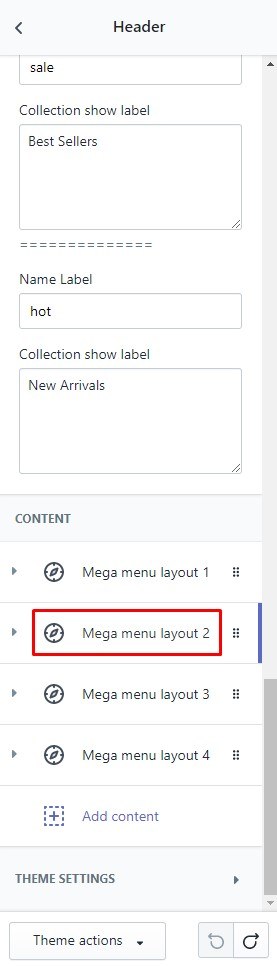 Header
sale
Collection show label
Best Sellers
==============
Name Label
hot
Collection show label
New Arrivals
CONTENT
Mega menu layout 1
Mega menu layout 2
Mega menu layout 3
Mega menu layout 4
Add content
THEME SETTINGS
Theme actions